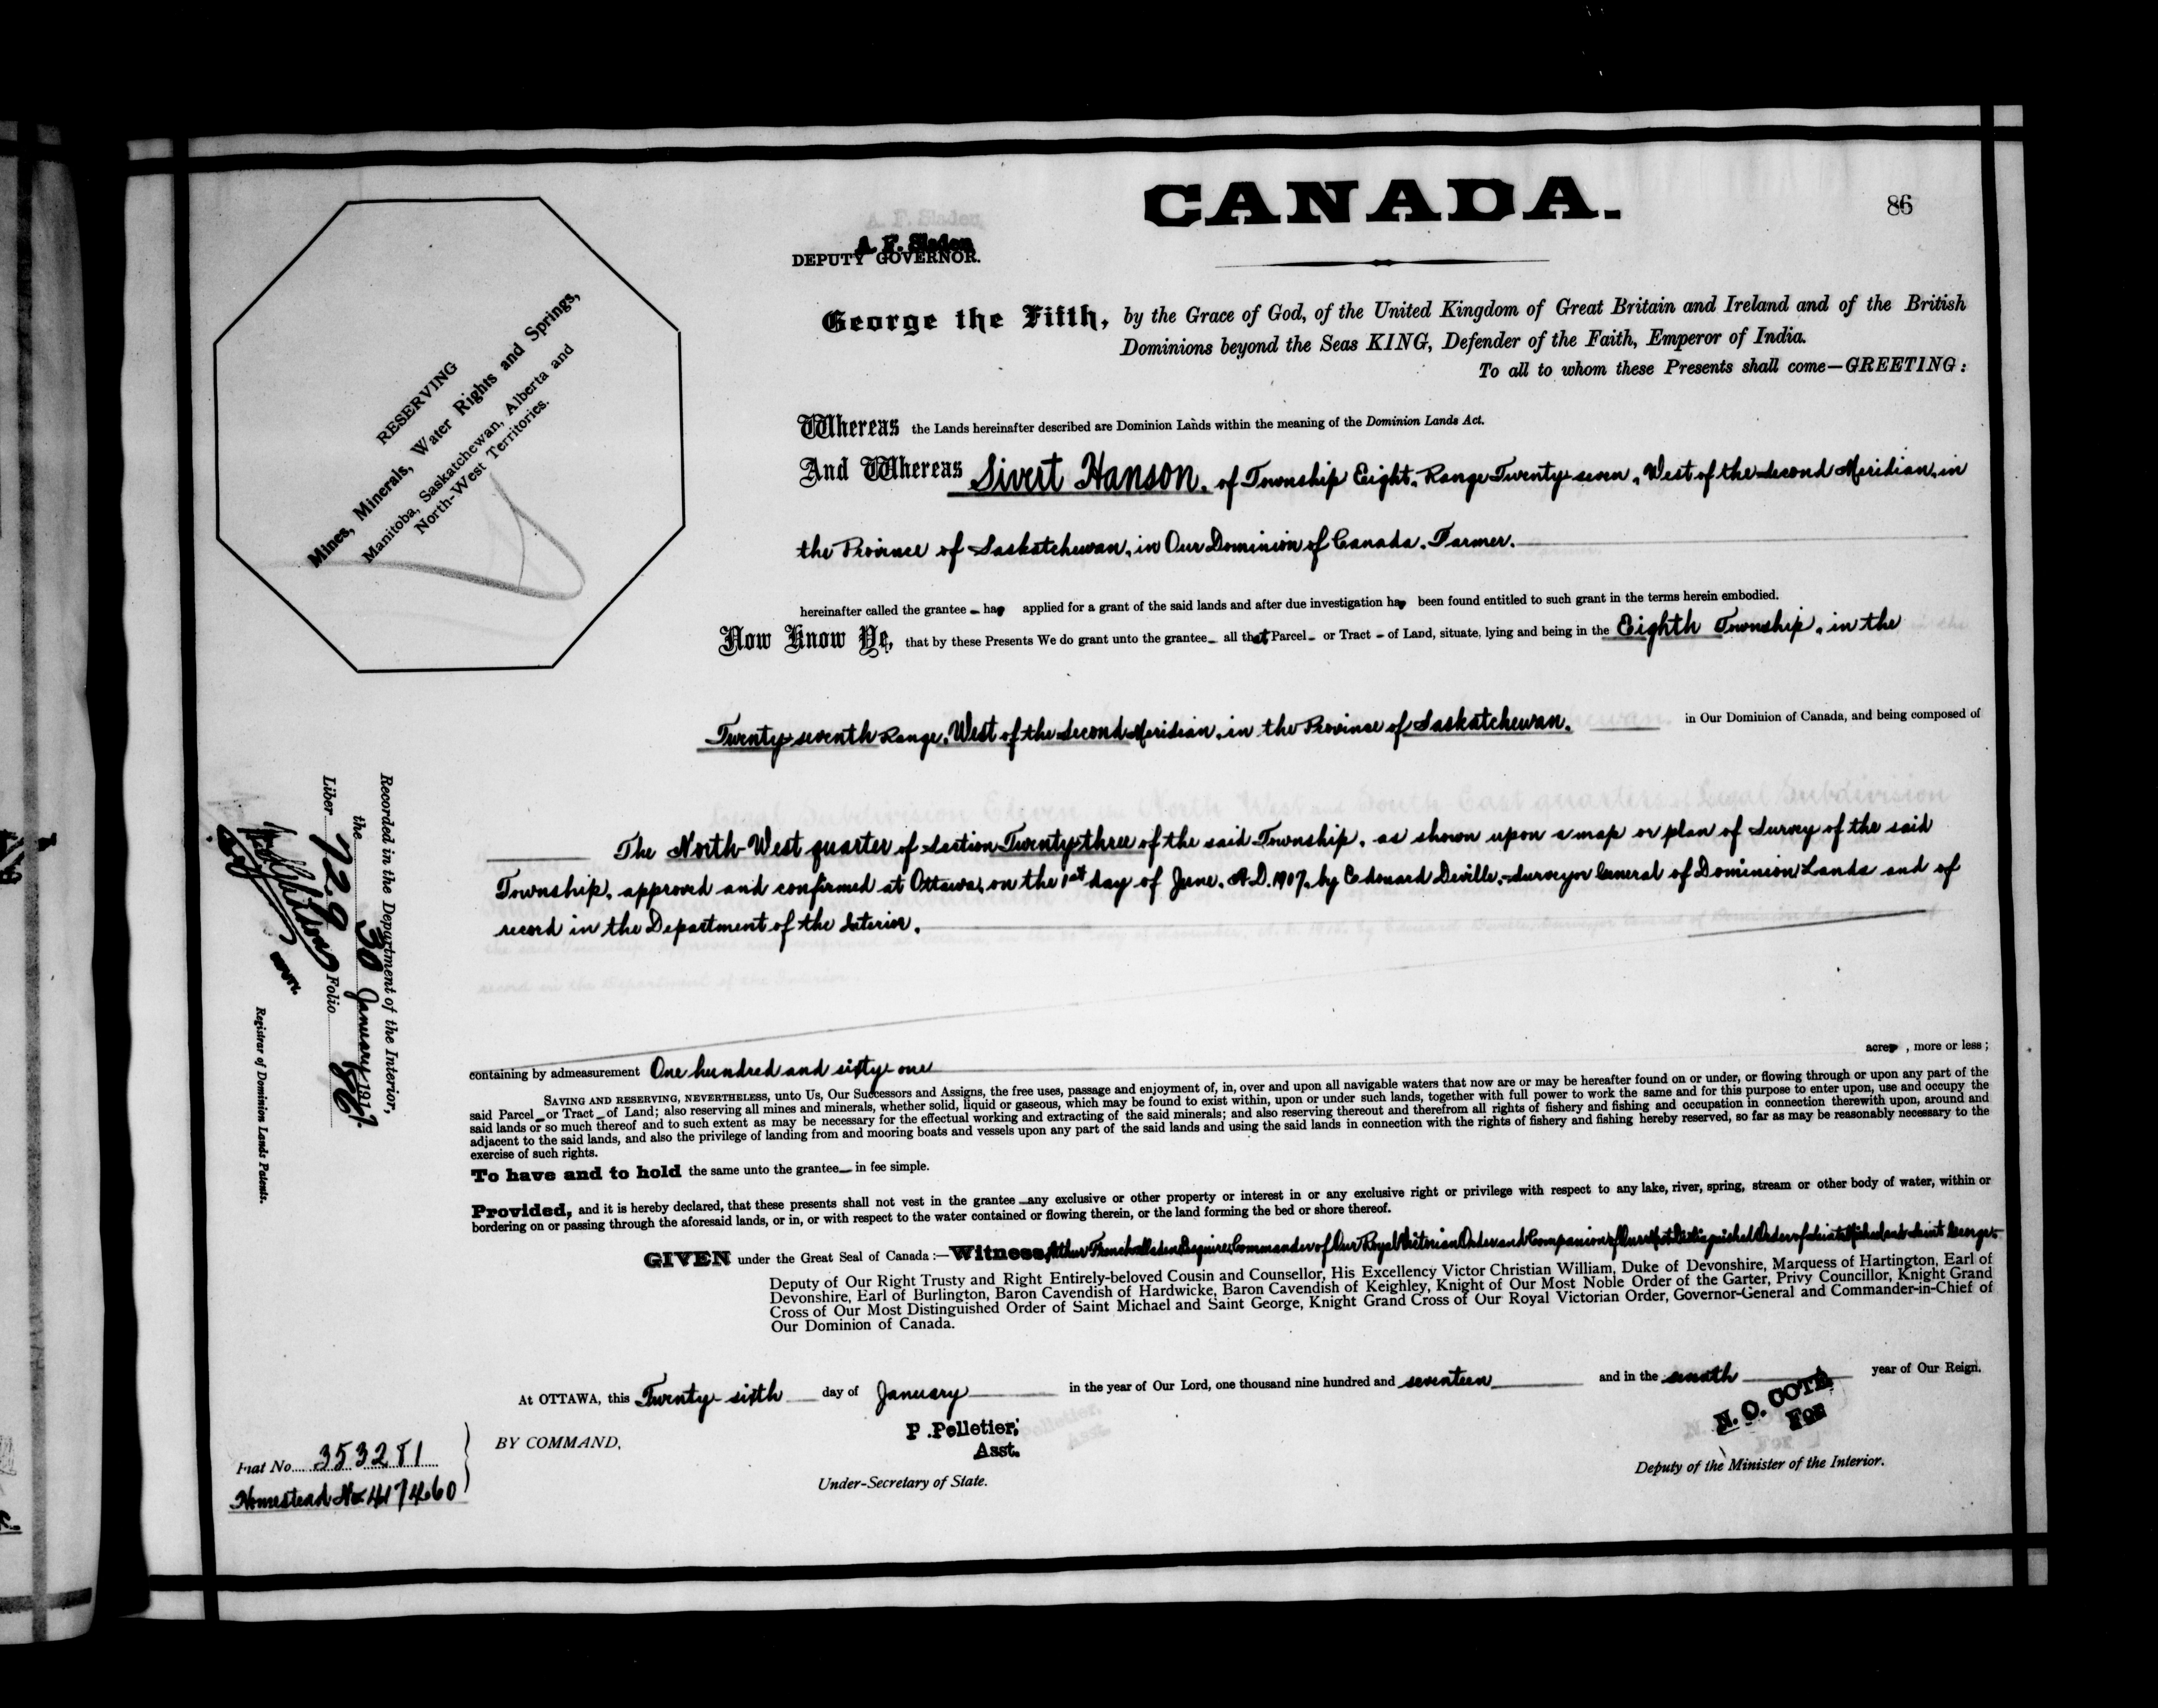 CANADA.
86
A. F. Sladen
DEPUTY GOVERNOR.
George the Fifth, by the Grace of God, of the United Kingdom of Great Britain and Ireland and of the British
Dominions beyond the Seas KING, Defender of the Faith, Emperor of India.
To all to whom these Presents shall come—GREETING:
RESERVING
Mines, Minerals, Water Rights and Springs,
Manitoba, Saskatchewan, Alberta and
North-West Territories.
Whereas the Lands hereinafter described are Dominion Lands within the meaning of the Dominion Lands Act.
And Whereas Sivert Hanson, of Township Eight, Range Twenty-seven, West of the Second Meridian, in
the Province of Saskatchewan, in Our Dominion of Canada, Farmer.
hereinafter called the grantee has applied for a grant of the said lands and after due investigation has been found entitled to such grant in the terms herein embodied.
Now Know Ye, that by these Presents We do grant unto the grantee all that Parcel or Tract of Land, situate, lying and being in the Eighth Township, in the
Twenty-seventh Range, West of the Second Meridian, in the Province of Saskatchewan, in Our Dominion of Canada, and being composed of
The North-West quarter of Section Twenty-three of the said Township, as shown upon a map or plan of Survey of the said
Township, approved and confirmed at Ottawa, on the 1st day of June, A.D. 1907, by Edouard Deville, Surveyor General of Dominion Lands and of
record in the Department of the Interior.
containing by admeasurement One hundred and sixty-one acres, more or less;
SAVING AND RESERVING, NEVERTHELESS, unto Us, Our Successors and Assigns, the free uses, passage and enjoyment of, in, over and upon all navigable waters that now are or may be hereafter found on or under, or flowing through or upon any part of the
said Parcel or Tract of Land; also reserving all mines and minerals, whether solid, liquid or gaseous, which may be found to exist within, upon or under such lands, together with full power to work the same and for this purpose to enter upon, use and occupy the
said lands or so much thereof and to such extent as may be necessary for the effectual working and extracting of the said minerals; and also reserving thereout and therefrom all rights of fishery and fishing and occupation in connection therewith upon, around and
adjacent to the said lands, and also the privilege of landing from and mooring boats and vessels upon any part of the said lands and using the said lands in connection with the rights of fishery and fishing hereby reserved, so far as may be reasonably necessary to the
exercise of such rights.
To have and to hold the same unto the grantee in fee simple.
Provided, and it is hereby declared, that these presents shall not vest in the grantee any exclusive or other property or interest in or any exclusive right or privilege with respect to any lake, river, spring, stream or other body of water, within or
bordering on or passing through the aforesaid lands, or in, or with respect to the water contained or flowing therein, or the land forming the bed or shore thereof.
GIVEN under the Great Seal of Canada:—Witness, Arthur French Sladen Esquire, Commander of Our Royal Victorian Order and Companion of Our Most Distinguished Order of Saint Michael and Saint George,
Deputy of Our Right Trusty and Right Entirely-beloved Cousin and Counsellor, His Excellency Victor Christian William, Duke of Devonshire, Marquess of Hartington, Earl of
Devonshire, Earl of Burlington, Baron Cavendish of Hardwicke, Baron Cavendish of Keighley, Knight of Our Most Noble Order of the Garter, Privy Councillor, Knight Grand
Cross of Our Most Distinguished Order of Saint Michael and Saint George, Knight Grand Cross of Our Royal Victorian Order, Governor-General and Commander-in-Chief of
Our Dominion of Canada.
At OTTAWA, this Twenty-sixth day of January in the year of Our Lord, one thousand nine hundred and seventeen and in the seventh year of Our Reign.
BY COMMAND,
P. Pelletier,
Asst.
Under-Secretary of State.
N. O. COTE
For
Deputy of the Minister of the Interior.
Fiat No. 353281
Homestead No. 417460
Recorded in the Department of the Interior,
the 30 January 1917.
Liber 729 Folio 86
Registrar of Dominion Lands Patents.